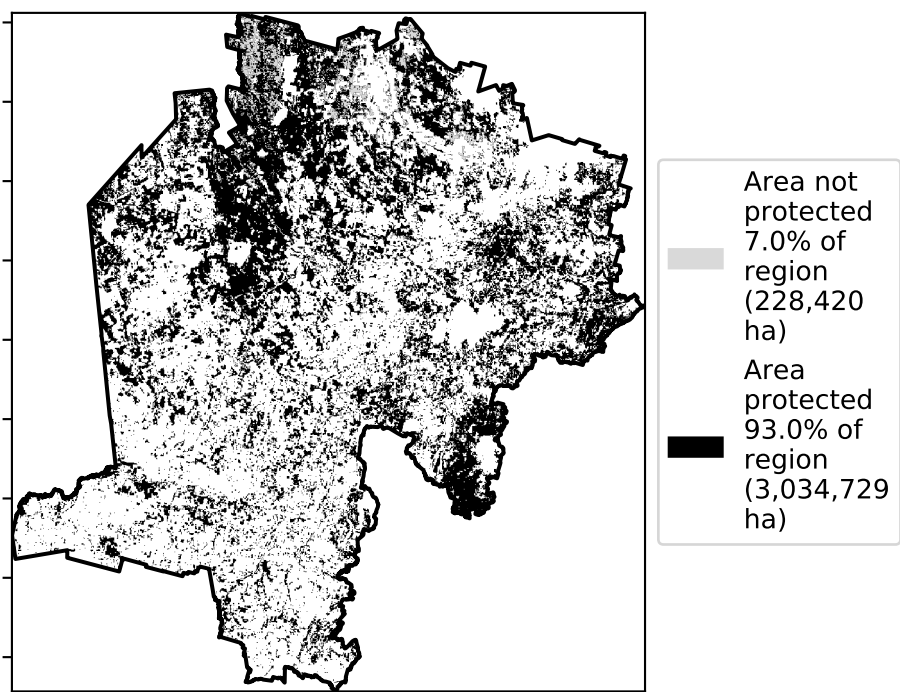 Area not
protected
7.0% of
region
(228,420
ha)
Area
protected
93.0% of
region
(3,034,729
ha)